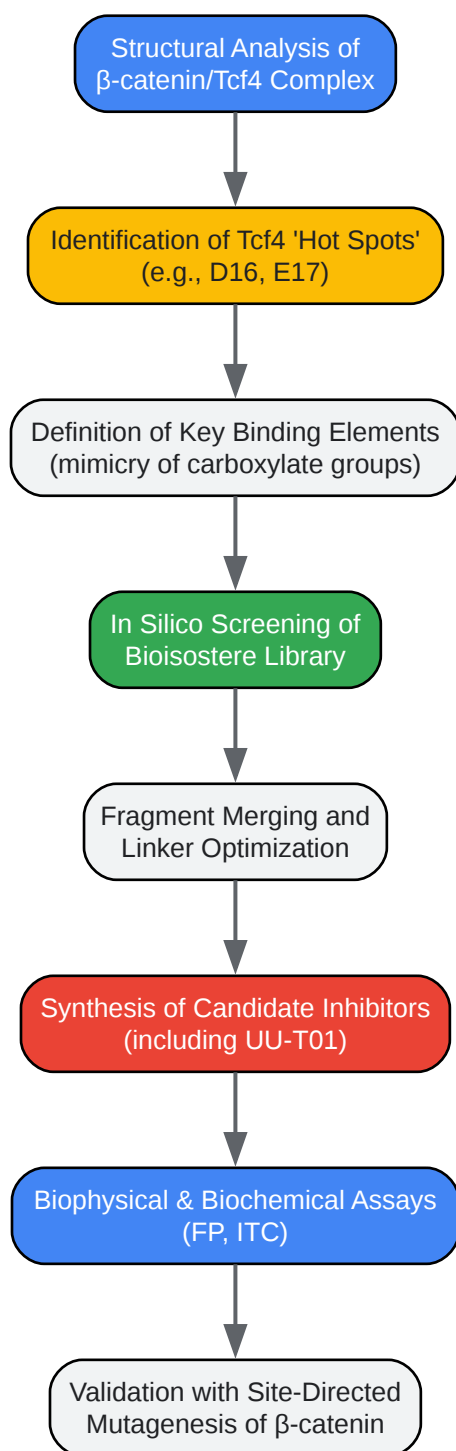 Structural Analysis of
β-catenin/Tcf4 Complex
Identification of Tcf4 'Hot Spots'
(e.g., D16, E17)
Definition of Key Binding Elements
(mimicry of carboxylate groups)
In Silico Screening of
Bioisostere Library
Fragment Merging and
Linker Optimization
Synthesis of Candidate Inhibitors
(including UU-T01)
Biophysical & Biochemical Assays
(FP, ITC)
Validation with Site-Directed
Mutagenesis of β-catenin